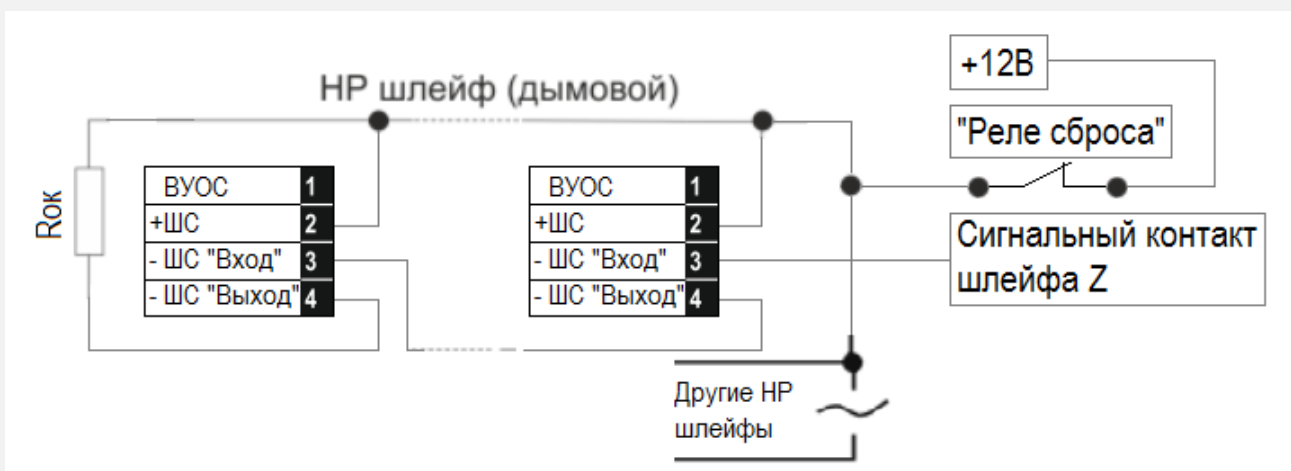 НР шлейф (дымовой)
+12В
"Реле сброса"
Rок
ВУОС 1
+ШС 2
- ШС "Вход" 3
- ШС "Выход" 4
ВУОС 1
+ШС 2
- ШС "Вход" 3
- ШС "Выход" 4
Сигнальный контакт
шлейфа Z
Другие НР
шлейфы